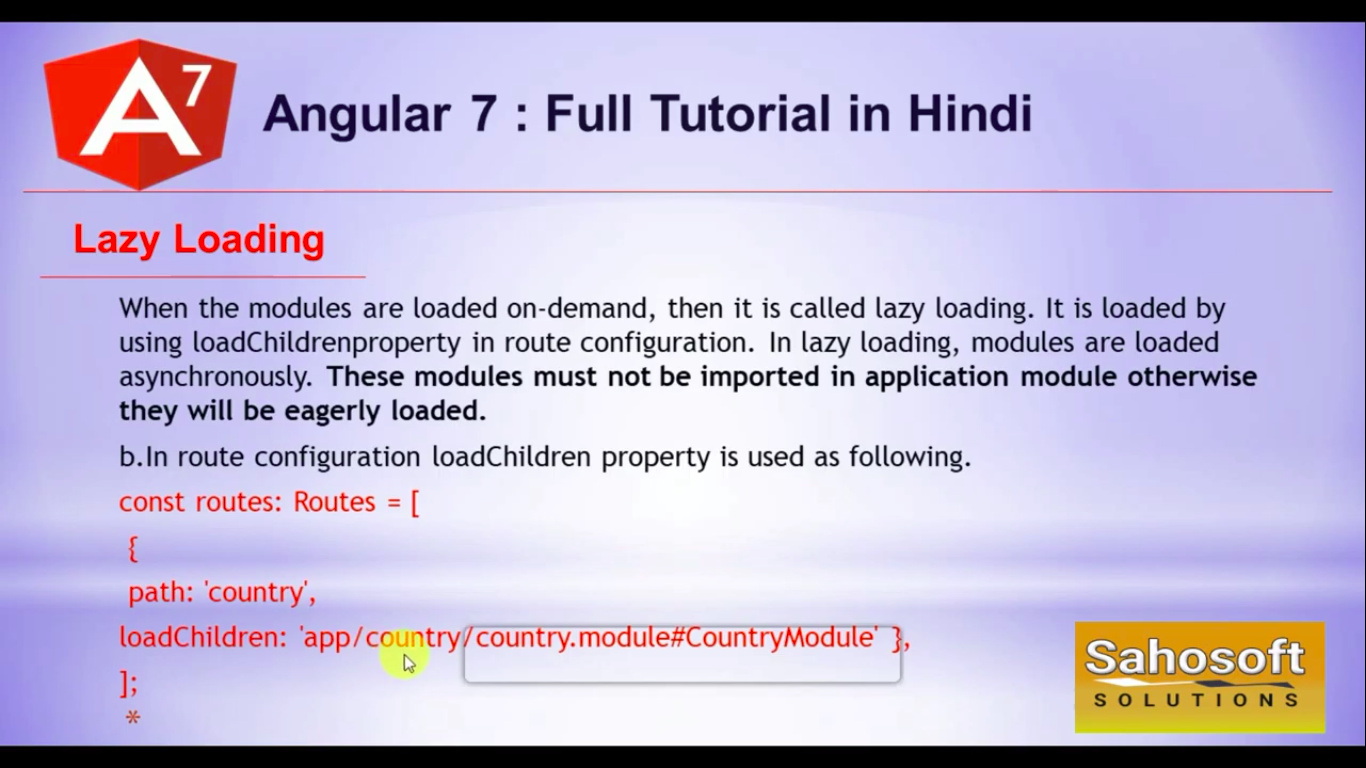 A7
Angular 7 : Full Tutorial in Hindi
Lazy Loading
When the modules are loaded on-demand, then it is called lazy loading. It is loaded by
using loadChildrenproperty in route configuration. In lazy loading, modules are loaded
asynchronously. These modules must not be imported in application module otherwise
they will be eagerly loaded.
b.In route configuration loadChildren property is used as following.
const routes: Routes = [
{
path: 'country',
loadChildren: 'app/country/country.module#CountryModule' },
];
*
Sahosoft
SOLUTIONS